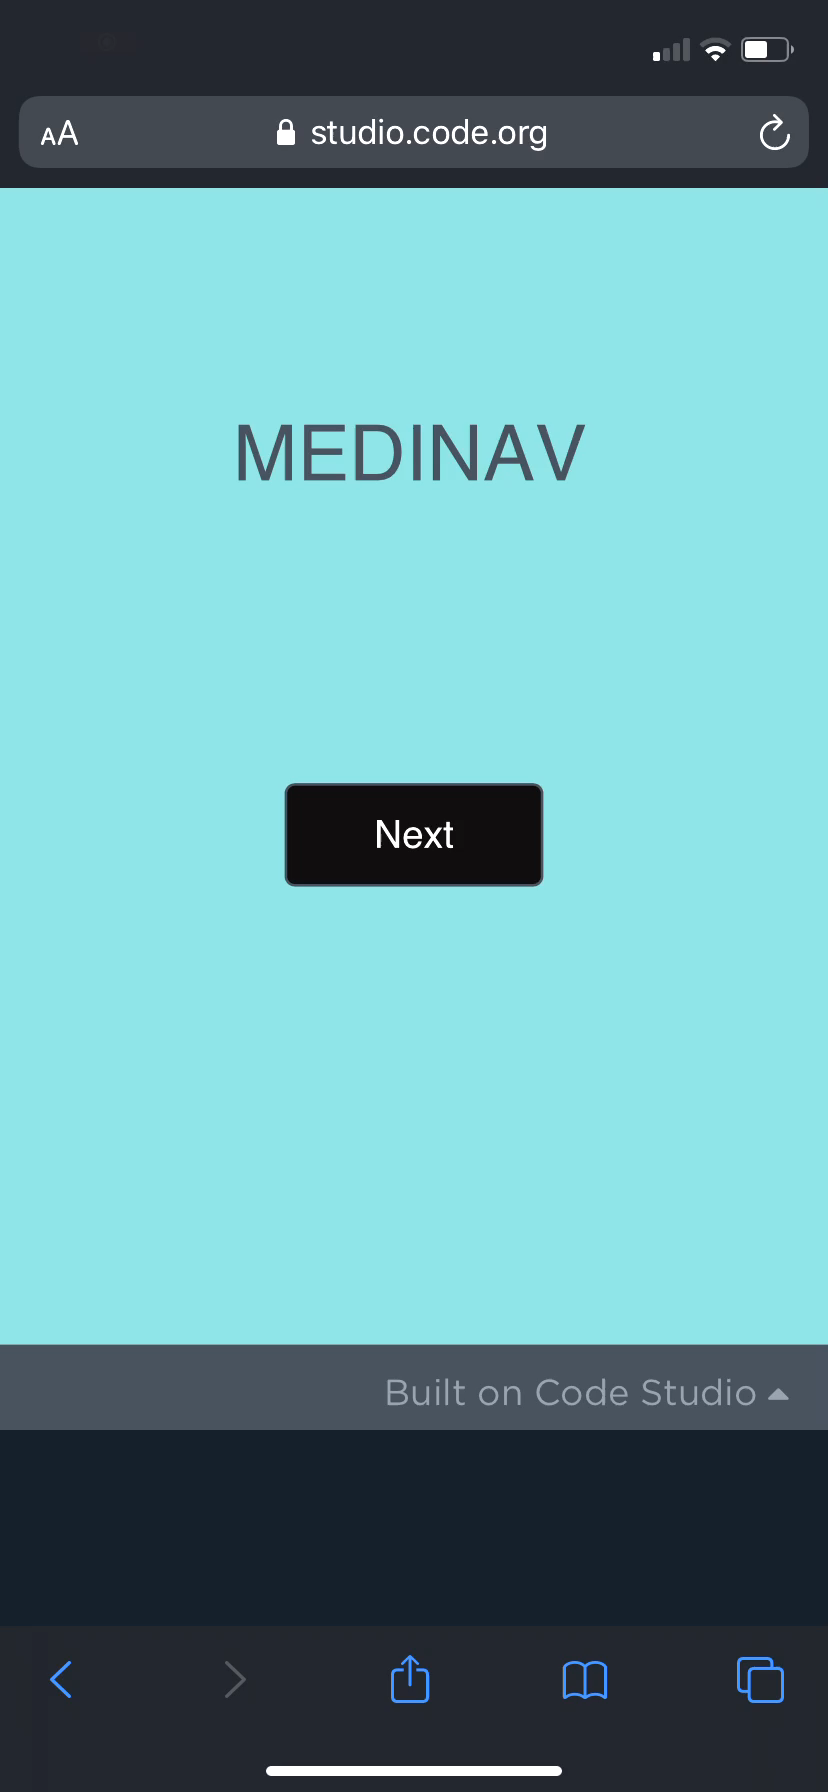 AA
studio.code.org
MEDINAV
Next
Built on Code Studio